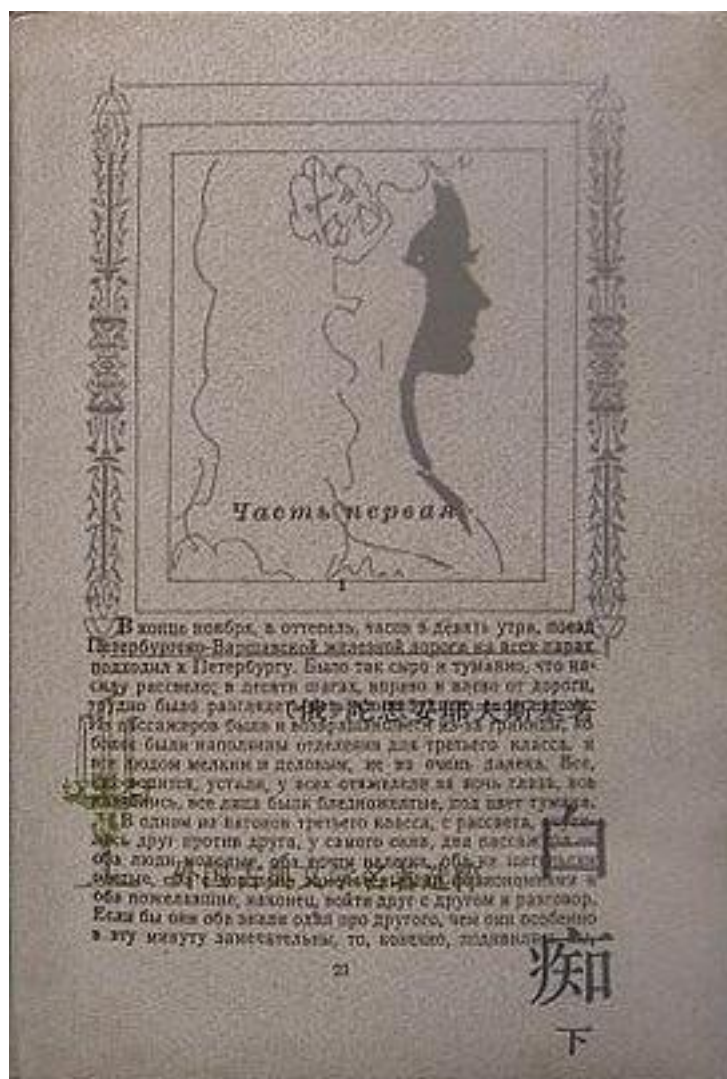 Часть первая
I
В конце ноября, в оттепель, часов в девять утра, поезд
Петербургско-Варшавской железной дороги на всех парах
подходил к Петербургу. Было так сыро и туманно, что на-
силу рассвело; в десяти шагах, вправо и влево от дороги,
трудно было
Из пассажиров были и возвращавшиеся из-за границы; но
более были наполнены отделения для третьего класса, и
все людом мелким и деловым, не из очень далека. Все,
как водится, устали, у всех отяжелели за ночь глаза, все
назяблись, все лица были бледножелтые, под цвет тумана.
В одном из вагонов третьего класса, с рассвета,
друг против друга, у самого окна, два
оба люди молодые, оба почти налегке, оба не щегольски
одетые, оба с довольно физиономиями и
оба пожелавшие, наконец, войти друг с другом в разговор.
Если бы они оба знали один про другого, чем они особенно
в эту минуту замечательны, то, конечно,
21
白
痴
下